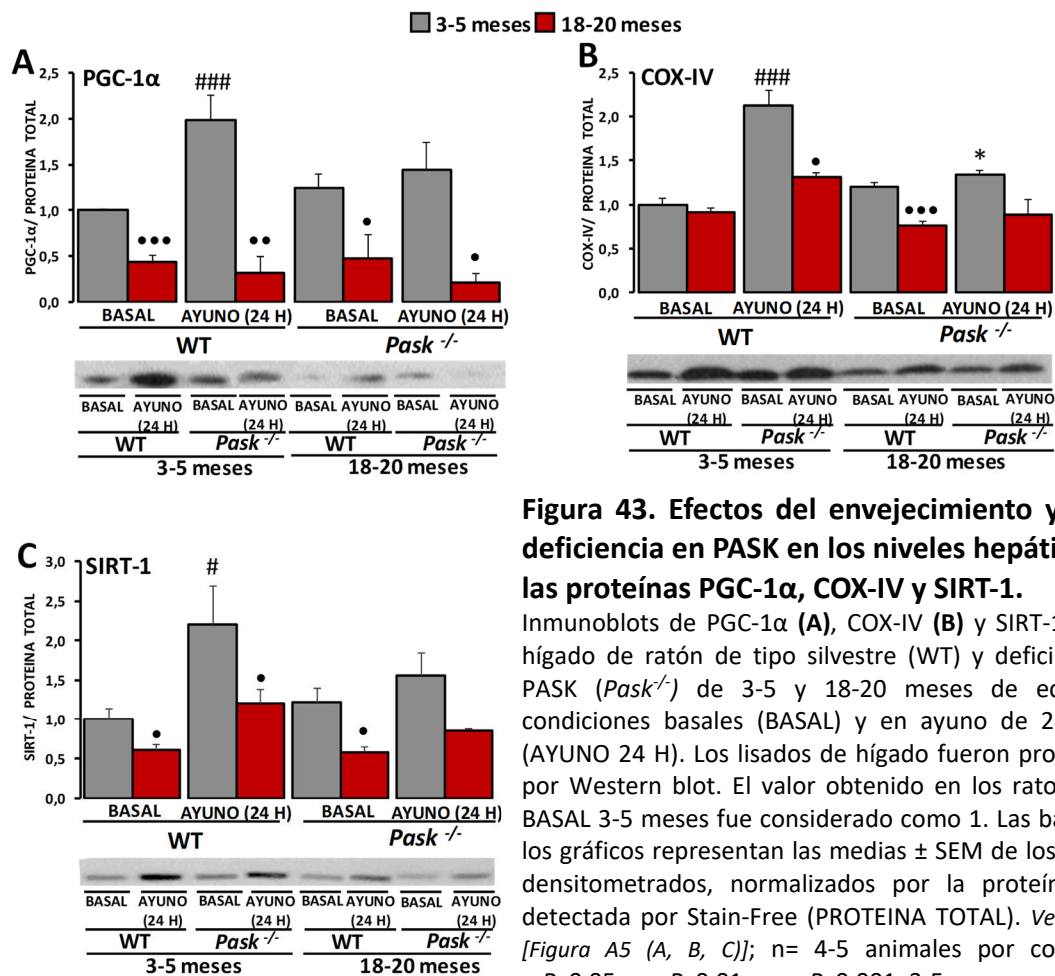 3-5 meses 18-20 meses
A
PGC-1α
PGC-1α/ PROTEINA TOTAL
2,5
2,0
1,5
1,0
0,5
0,0
###
••• •• • •
BASAL AYUNO (24 H) BASAL AYUNO (24 H)
WT Pask -/-
BASAL AYUNO (24 H) BASAL AYUNO (24 H) BASAL AYUNO (24 H) BASAL AYUNO (24 H)
WT Pask -/- WT Pask -/-
3-5 meses 18-20 meses
B
COX-IV
COX-IV/ PROTEINA TOTAL
2,5
2,0
1,5
1,0
0,5
0,0
###
• ••• *
BASAL AYUNO (24 H) BASAL AYUNO (24 H)
WT Pask -/-
BASAL AYUNO (24 H) BASAL AYUNO (24 H) BASAL AYUNO (24 H) BASAL AYUNO (24 H)
WT Pask -/- WT Pask -/-
3-5 meses 18-20 meses
C
SIRT-1
SIRT-1/ PROTEINA TOTAL
3,0
2,5
2,0
1,5
1,0
0,5
0,0
#
• • •
BASAL AYUNO (24 H) BASAL AYUNO (24 H)
WT Pask -/-
BASAL AYUNO (24 H) BASAL AYUNO (24 H) BASAL AYUNO (24 H) BASAL AYUNO (24 H)
WT Pask -/- WT Pask -/-
3-5 meses 18-20 meses
Figura 43. Efectos del envejecimiento y
deficiencia en PASK en los niveles hepáti
las proteínas PGC-1α, COX-IV y SIRT-1.
Inmunoblots de PGC-1α (A), COX-IV (B) y SIRT-1
hígado de ratón de tipo silvestre (WT) y defici
PASK (Pask-/-) de 3-5 y 18-20 meses de e
condiciones basales (BASAL) y en ayuno de 2
(AYUNO 24 H). Los lisados de hígado fueron pro
por Western blot. El valor obtenido en los rato
BASAL 3-5 meses fue considerado como 1. Las ba
los gráficos representan las medias ± SEM de los
densitometrados, normalizados por la proteín
detectada por Stain-Free (PROTEINA TOTAL). Ve
[Figura A5 (A, B, C)]; n= 4-5 animales por co